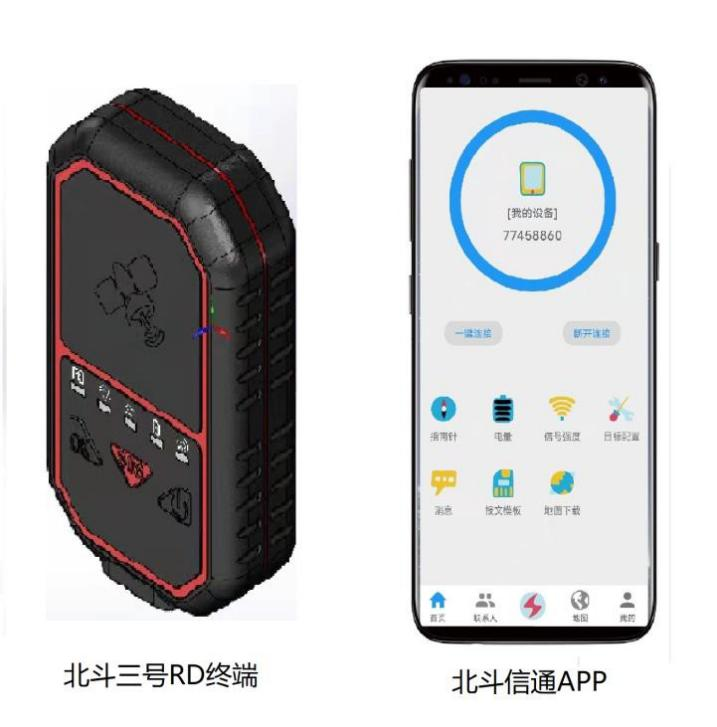 [我的设备]
77458860
一键连接
断开连接
指南针
电量
信号强度
目标配置
消息
报文模板
地图下载
首页
联系人
地图
我的
SOS
OK
北斗三号RD终端
北斗信通APP